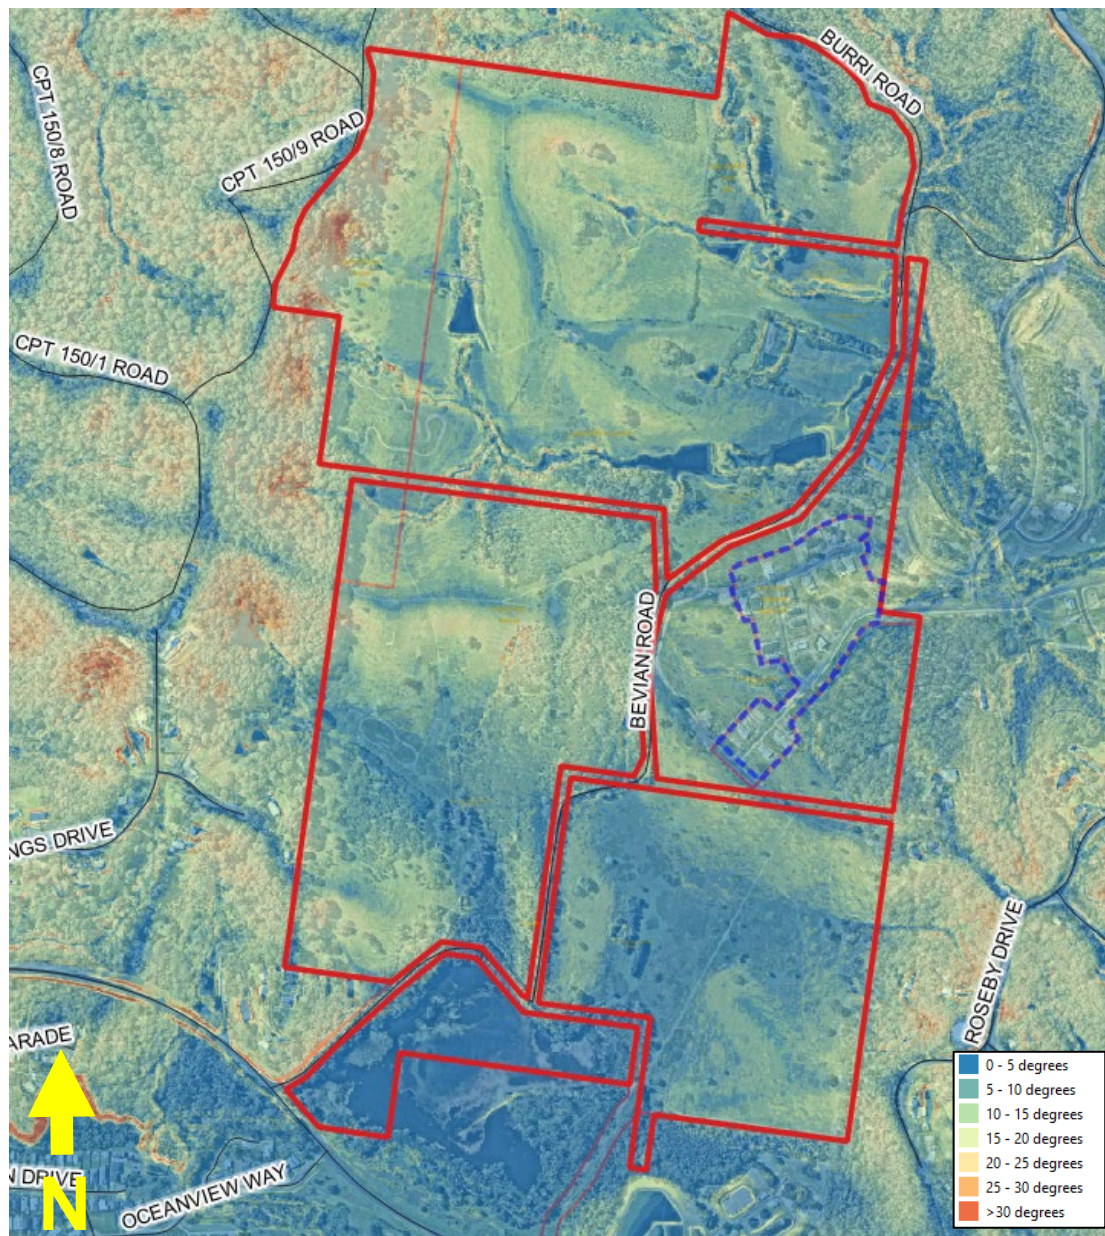 BURRI ROAD
CPT 150/8 ROAD
CPT 150/9 ROAD
CPT 150/1 ROAD
BEVIAN ROAD
NGS DRIVE
ROSEBY DRIVE
ARADE
N DRIVE
OCEANVIEW WAY
N
0 - 5 degrees
5 - 10 degrees
10 - 15 degrees
15 - 20 degrees
20 - 25 degrees
25 - 30 degrees
>30 degrees